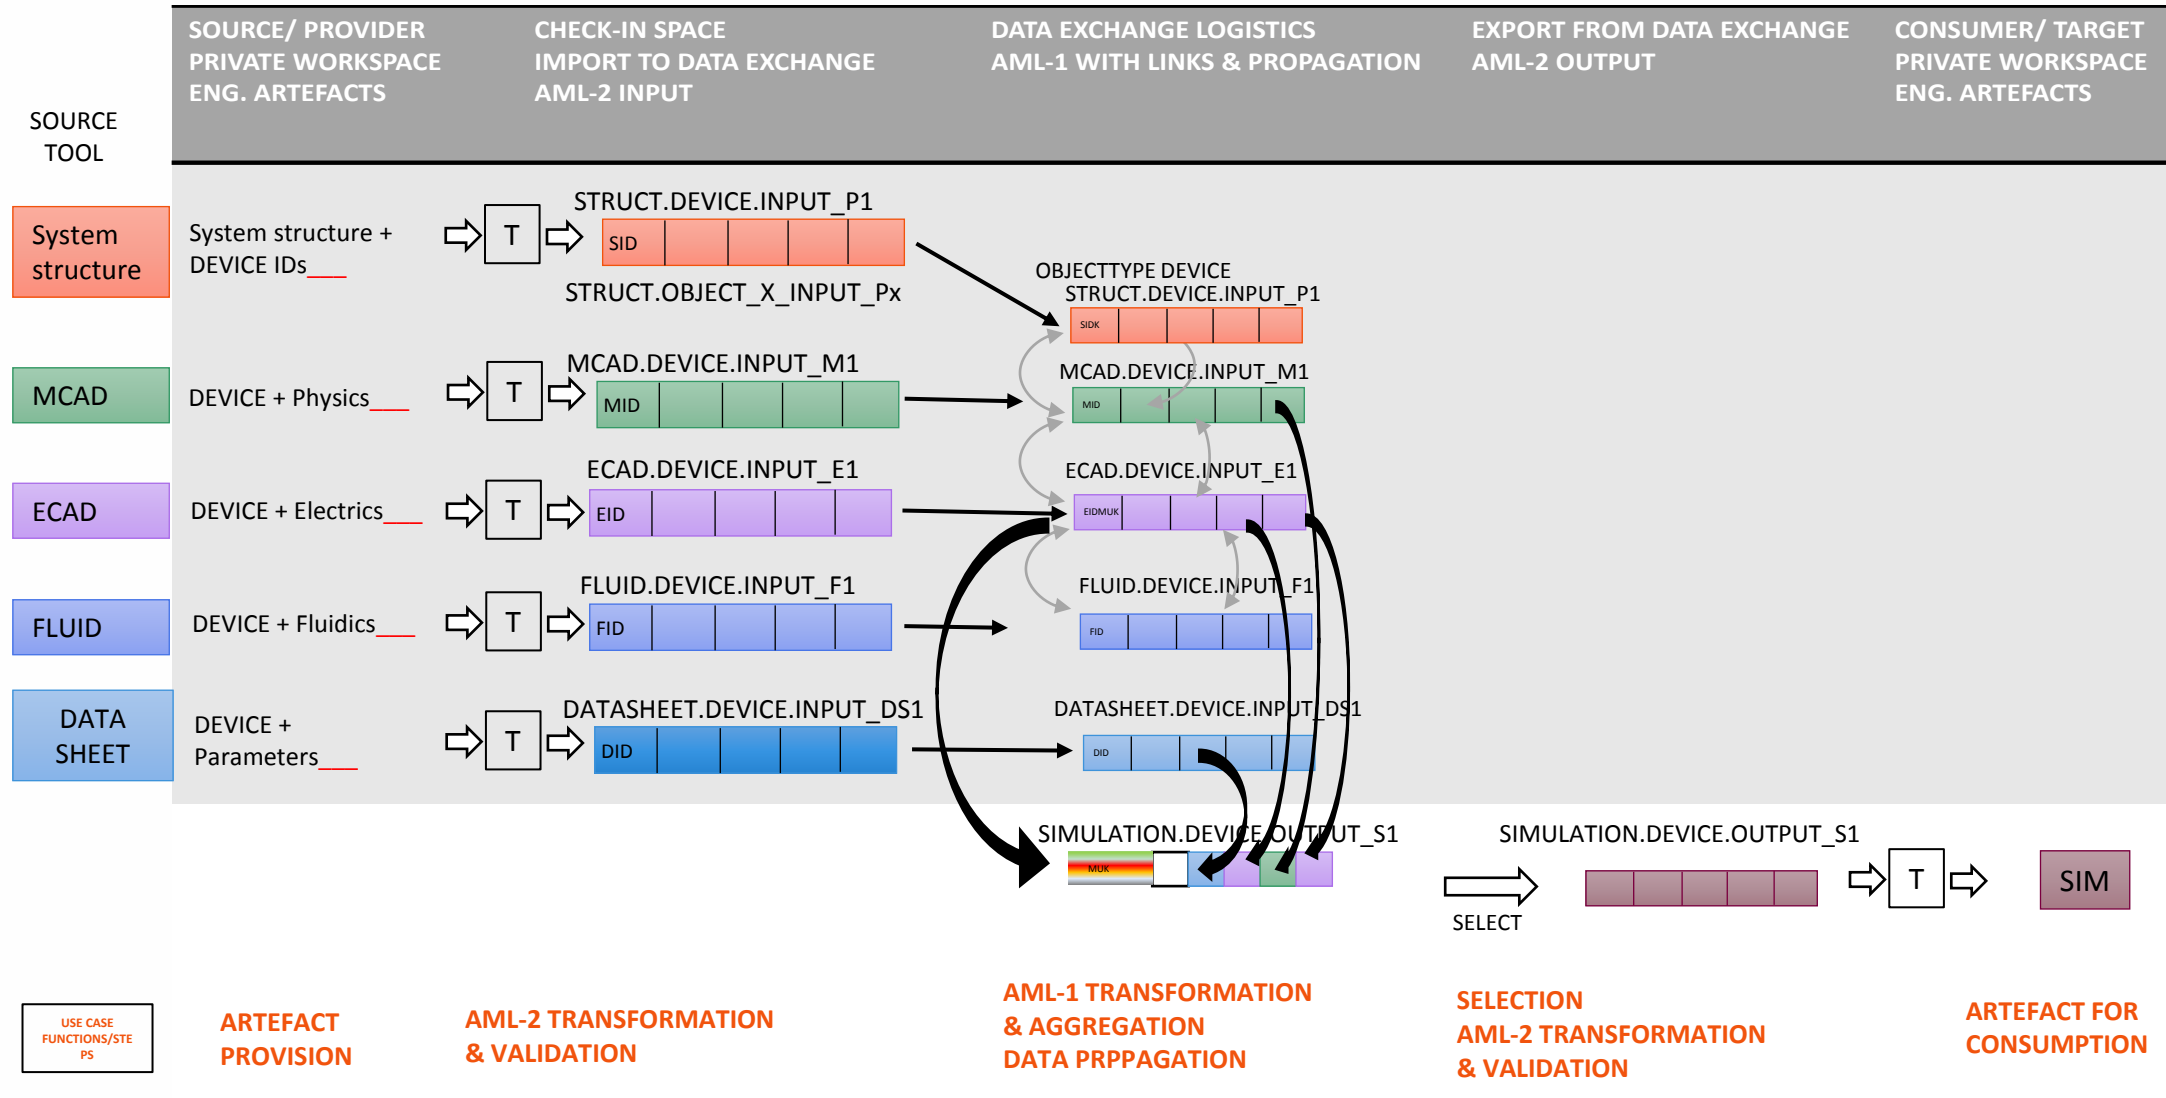 SOURCE/ PROVIDER
PRIVATE WORKSPACE
ENG. ARTEFACTS
CHECK-IN SPACE
IMPORT TO DATA EXCHANGE
AML-2 INPUT
DATA EXCHANGE LOGISTICS
AML-1 WITH LINKS & PROPAGATION
EXPORT FROM DATA EXCHANGE
AML-2 OUTPUT
CONSUMER/ TARGET
PRIVATE WORKSPACE
ENG. ARTEFACTS
SOURCE
TOOL
System
structure
System structure +
DEVICE IDs___
T
STRUCT.DEVICE.INPUT_P1
SID
STRUCT.OBJECT_X_INPUT_Px
OBJECTTYPE DEVICE
STRUCT.DEVICE.INPUT_P1
SIDK
MCAD
DEVICE + Physics___
T
MCAD.DEVICE.INPUT_M1
MID
MCAD.DEVICE.INPUT_M1
MID
ECAD
DEVICE + Electrics___
T
ECAD.DEVICE.INPUT_E1
EID
ECAD.DEVICE.INPUT_E1
EIDMUK
FLUID
DEVICE + Fluidics___
T
FLUID.DEVICE.INPUT_F1
FID
FLUID.DEVICE.INPUT_F1
FID
DATA
SHEET
DEVICE +
Parameters___
T
DATASHEET.DEVICE.INPUT_DS1
DID
DATASHEET.DEVICE.INPUT_DS1
DID
SIMULATION.DEVICE.OUTPUT_S1
MUK
SELECT
SIMULATION.DEVICE.OUTPUT_S1
T
SIM
USE CASE
FUNCTIONS/STE
PS
ARTEFACT
PROVISION
AML-2 TRANSFORMATION
& VALIDATION
AML-1 TRANSFORMATION
& AGGREGATION
DATA PRPPAGATION
SELECTION
AML-2 TRANSFORMATION
& VALIDATION
ARTEFACT FOR
CONSUMPTION